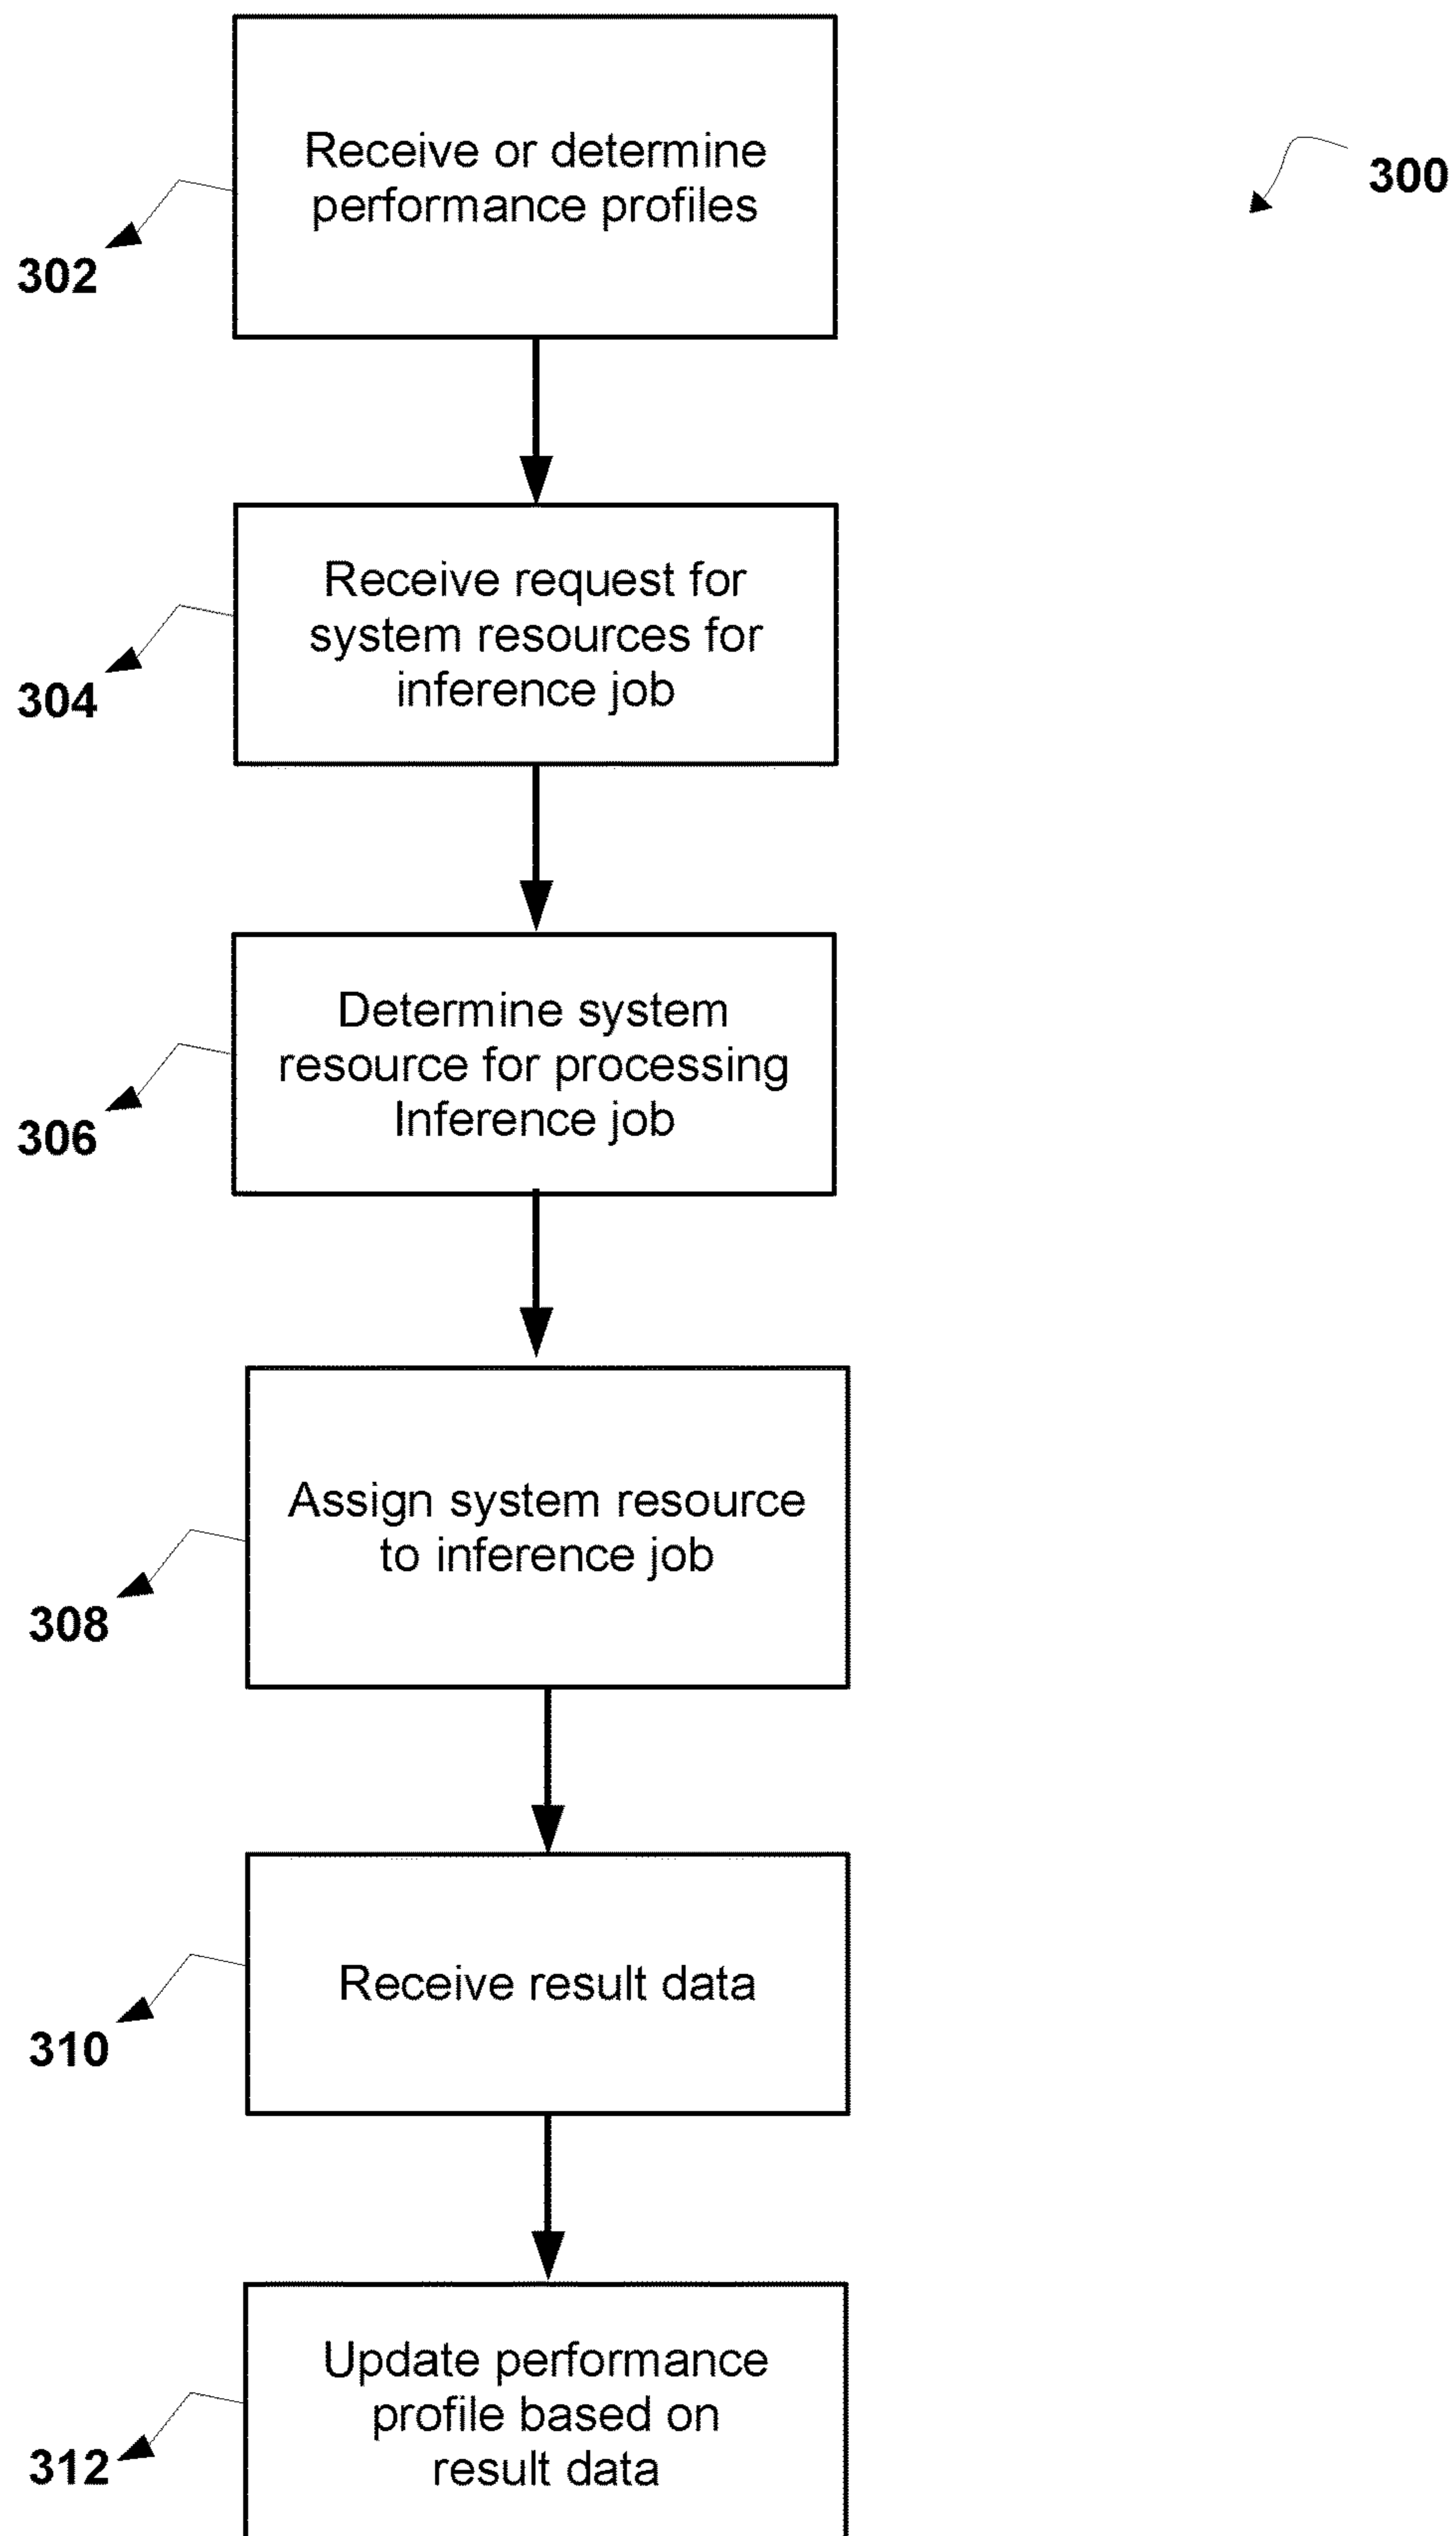 Receive or determine
performance profiles
300
302
Receive request for
system resources for
inference job
304
Determine system
resource for processing
Inference job
306
Assign system resource
to inference job
308
Receive result data
310
Update performance
profile based on
result data
312